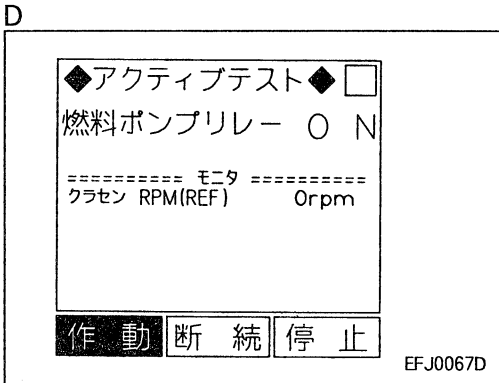 D
◆アクティブテスト◆□
燃料ポンプリレー ON
========== モニタ ==========
クラセン RPM(REF) 0rpm
作動 断続 停止
EFJ0067D